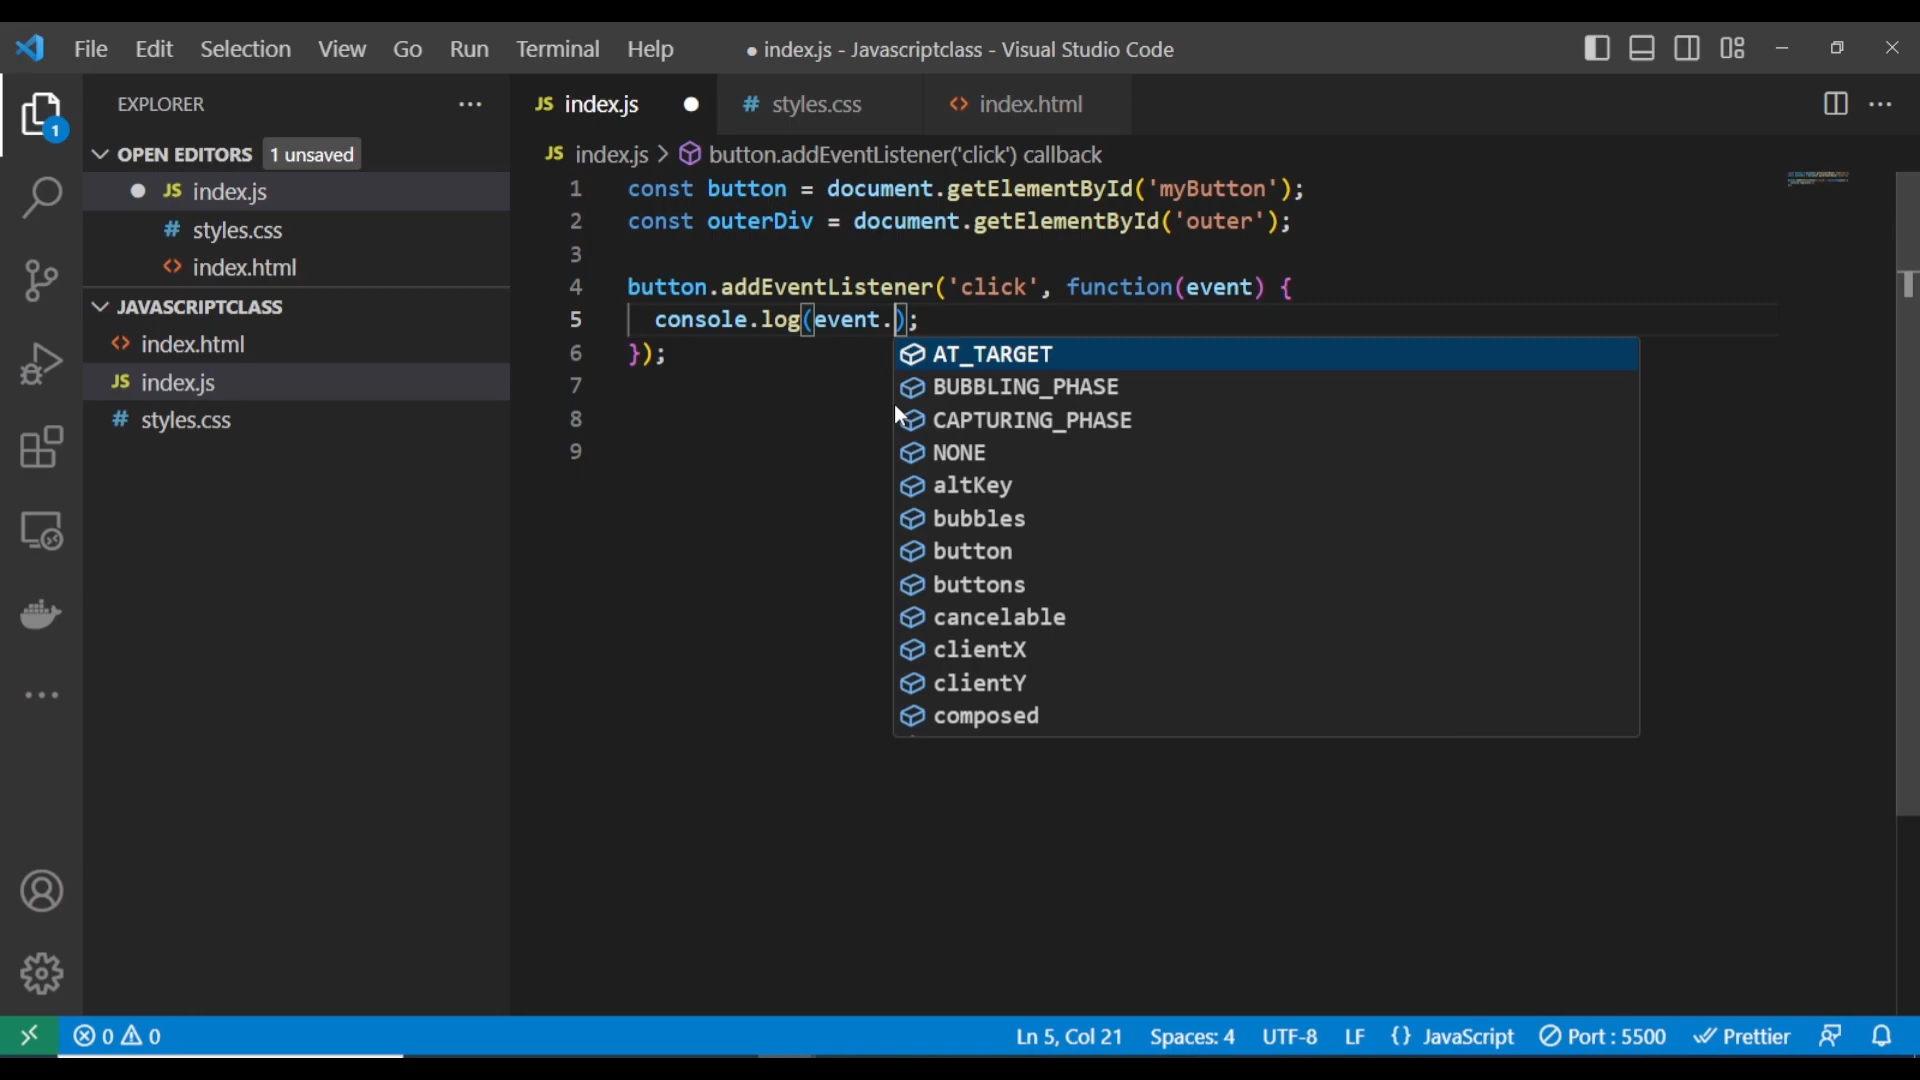 File Edit Selection View Go Run Terminal Help
● index.js - Javascriptclass - Visual Studio Code
EXPLORER
OPEN EDITORS 1 unsaved
● JS index.js
# styles.css
<> index.html
JAVASCRIPTCLASS
<> index.html
JS index.js
# styles.css
1
JS index.js ●
# styles.css
<> index.html
JS index.js > button.addEventListener('click') callback
1 const button = document.getElementById('myButton');
2 const outerDiv = document.getElementById('outer');
3
4 button.addEventListener('click', function(event) {
5 console.log(event.);
6 });
7
8
9
AT_TARGET
BUBBLING_PHASE
CAPTURING_PHASE
NONE
altKey
bubbles
button
buttons
cancelable
clientX
clientY
composed
0 0
Ln 5, Col 21 Spaces: 4 UTF-8 LF {} JavaScript Port : 5500 Prettier